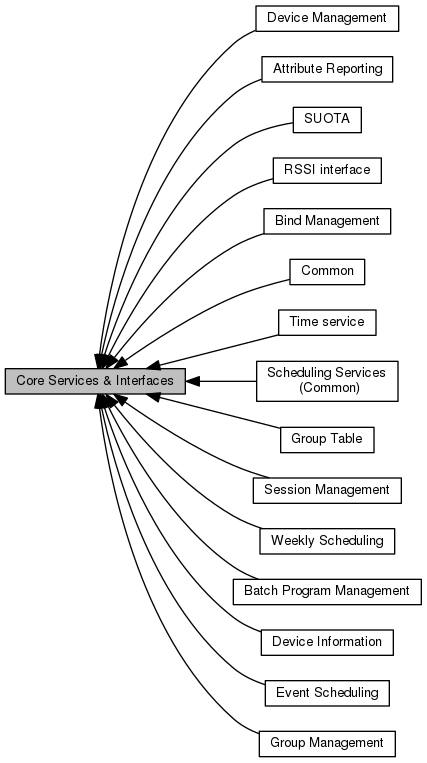 Device Management
Attribute Reporting
SUOTA
RSSI interface
Bind Management
Common
Time service
Core Services & Interfaces
Scheduling Services
(Common)
Group Table
Session Management
Weekly Scheduling
Batch Program Management
Device Information
Event Scheduling
Group Management